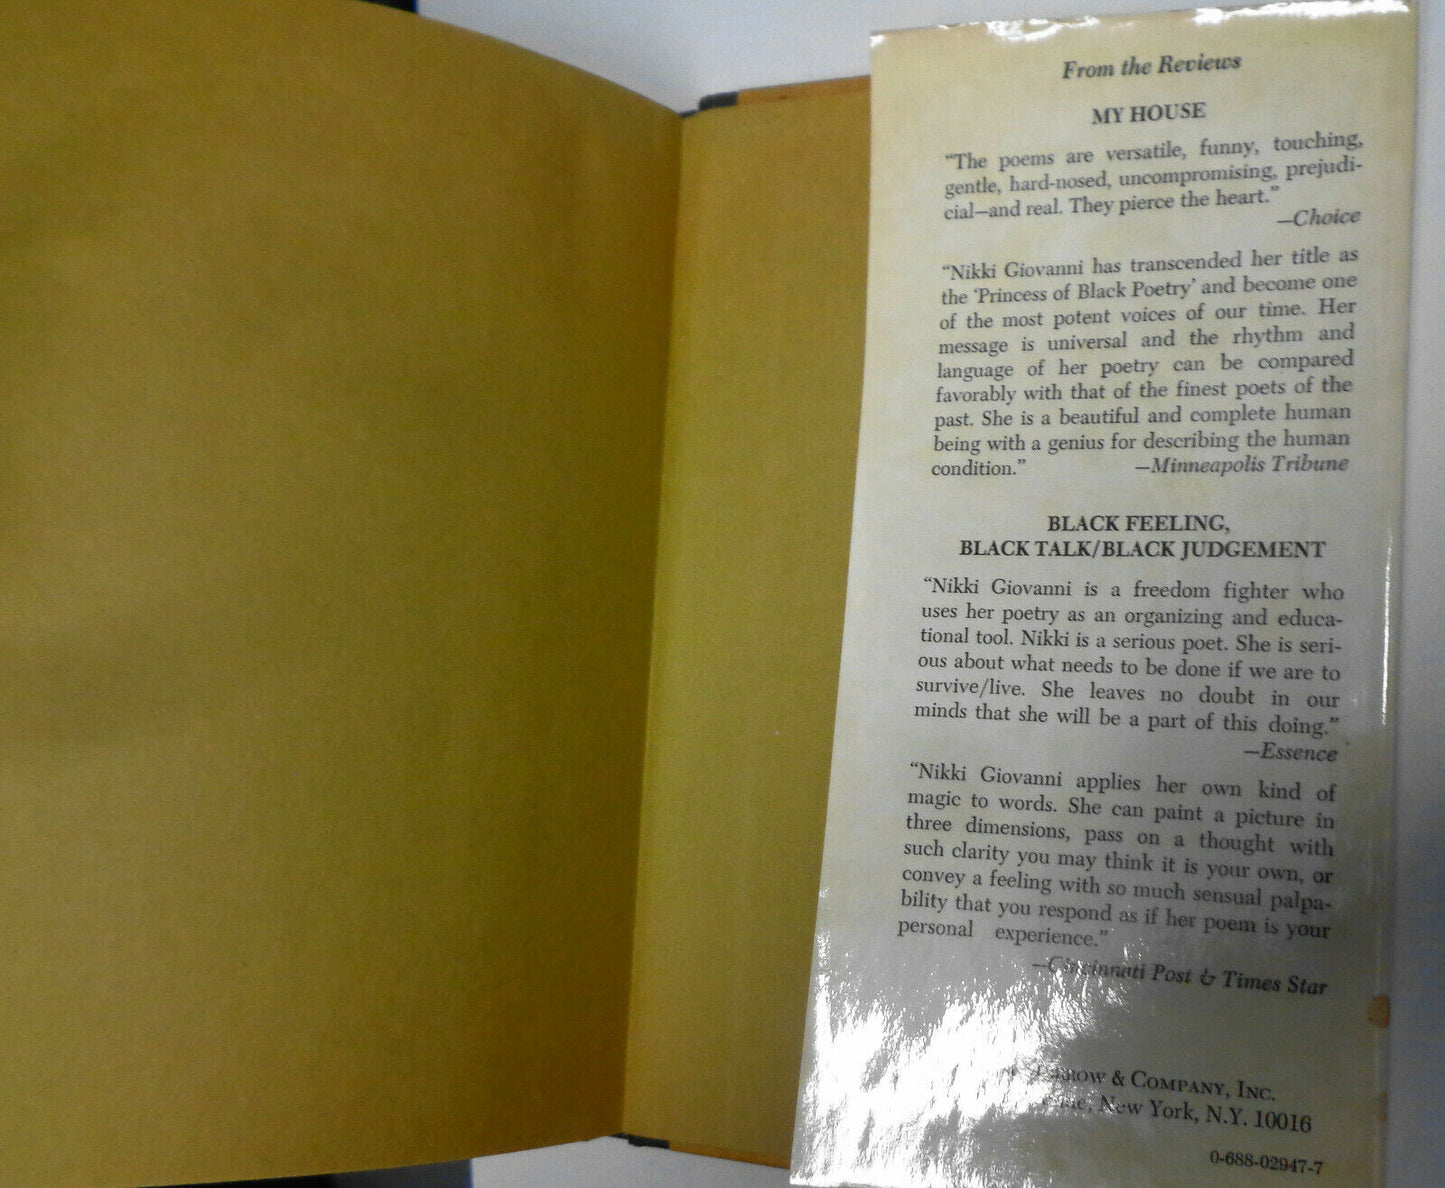 From the Reviews
MY HOUSE
“The poems are versatile, funny, touching,
gentle, hard-nosed, uncompromising, prejudi-
cial—and real. They pierce the heart.”
—Choice
“Nikki Giovanni has transcended her title as
the ‘Princess of Black Poetry’ and become one
of the most potent voices of our time. Her
message is universal and the rhythm and
language of her poetry can be compared
favorably with that of the finest poets of the
past. She is a beautiful and complete human
being with a genius for describing the human
condition.” —Minneapolis Tribune
BLACK FEELING,
BLACK TALK/BLACK JUDGEMENT
“Nikki Giovanni is a freedom fighter who
uses her poetry as an organizing and educa-
tional tool. Nikki is a serious poet. She is seri-
ous about what needs to be done if we are to
survive/live. She leaves no doubt in our
minds that she will be a part of this doing.”
—Essence
“Nikki Giovanni applies her own kind of
magic to words. She can paint a picture in
three dimensions, pass on a thought with
such clarity you may think it is your own, or
convey a feeling with so much sensual palpa-
bility that you respond as if her poem is your
personal experience.”
—Cincinnati Post & Times Star
& COMPANY, INC.
New York, N.Y. 10016
0-688-02947-7